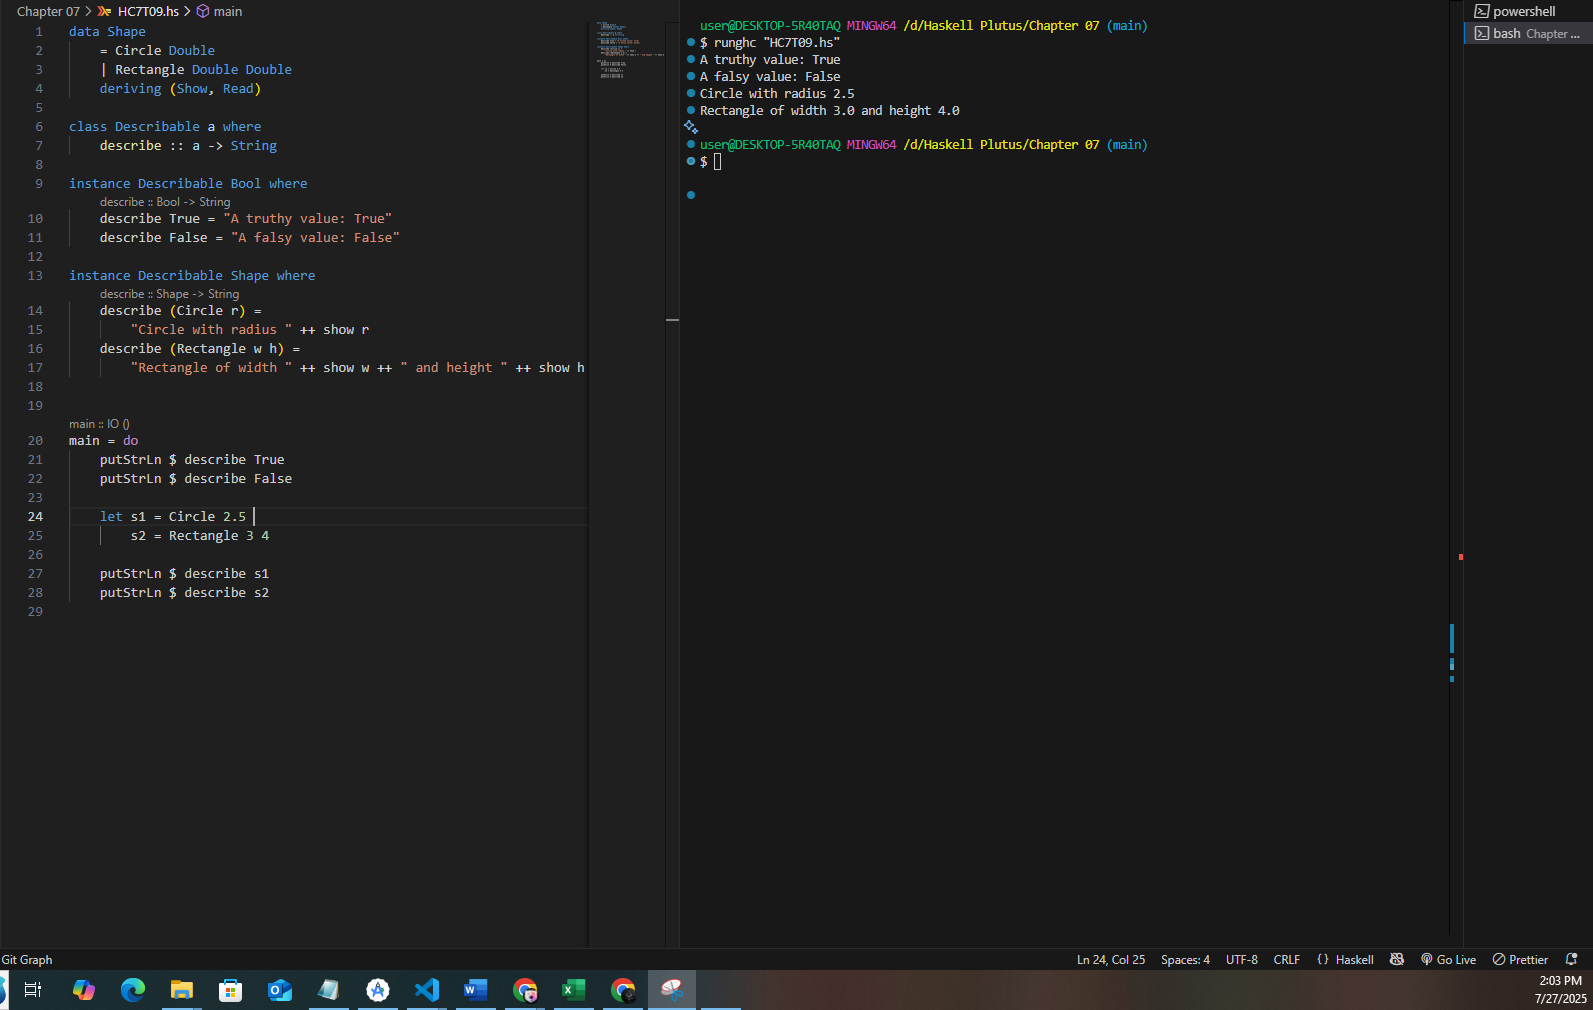 Chapter 07 > HC7T09.hs > main
1 data Shape
2     = Circle Double
3     | Rectangle Double Double
4     deriving (Show, Read)
5
6 class Describable a where
7     describe :: a -> String
8
9 instance Describable Bool where
describe :: Bool -> String
10     describe True = "A truthy value: True"
11     describe False = "A falsy value: False"
12
13 instance Describable Shape where
describe :: Shape -> String
14     describe (Circle r) =
15         "Circle with radius " ++ show r
16     describe (Rectangle w h) =
17         "Rectangle of width " ++ show w ++ " and height " ++ show h
18
19
main :: IO ()
20 main = do
21     putStrLn $ describe True
22     putStrLn $ describe False
23
24     let s1 = Circle 2.5
25         s2 = Rectangle 3 4
26
27     putStrLn $ describe s1
28     putStrLn $ describe s2
29
user@DESKTOP-5R40TAQ MINGW64 /d/Haskell Plutus/Chapter 07 (main)
$ runghc "HC7T09.hs"
A truthy value: True
A falsy value: False
Circle with radius 2.5
Rectangle of width 3.0 and height 4.0
user@DESKTOP-5R40TAQ MINGW64 /d/Haskell Plutus/Chapter 07 (main)
$
powershell
bash Chapter ...
Git Graph
Ln 24, Col 25 Spaces: 4 UTF-8 CRLF {} Haskell Go Live Prettier
2:03 PM
7/27/2025